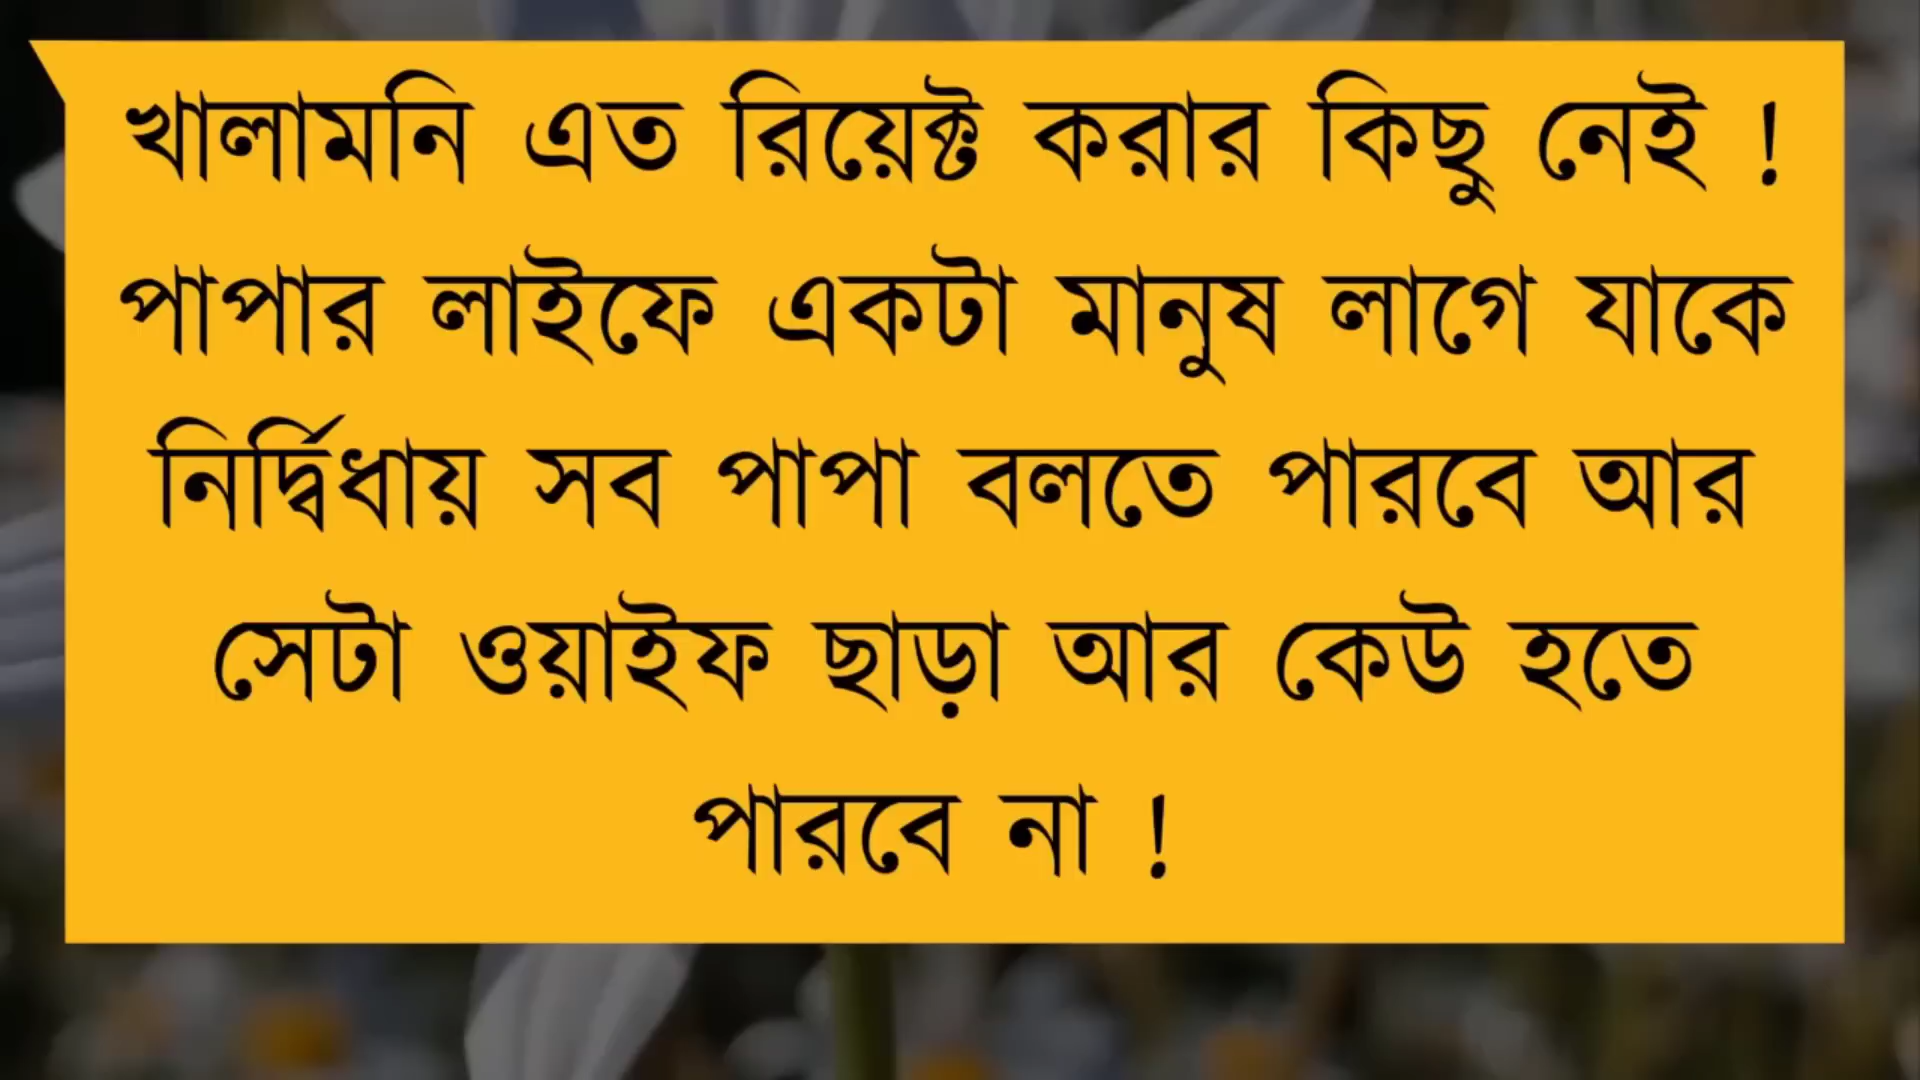 খালামনি এত রিয়েক্ট করার কিছু নেই !
পাপার লাইফে একটা মানুষ লাগে যাকে
নির্দ্বিধায় সব পাপা বলতে পারবে আর
সেটা ওয়াইফ ছাড়া আর কেউ হতে
পারবে না !